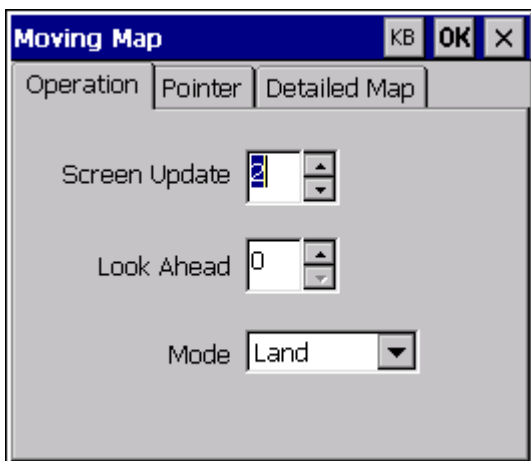 Moving Map KB OK ×
Operation Pointer Detailed Map
Screen Update 2
Look Ahead 0
Mode Land